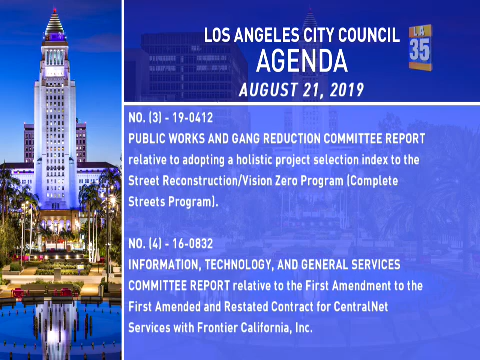 LOS ANGELES CITY COUNCIL
AGENDA
AUGUST 21, 2019
LA
35
NO. (3) - 19-0412
PUBLIC WORKS AND GANG REDUCTION COMMITTEE REPORT
relative to adopting a holistic project selection index to the
Street Reconstruction/Vision Zero Program (Complete
Streets Program).
NO. (4) - 16-0832
INFORMATION, TECHNOLOGY, AND GENERAL SERVICES
COMMITTEE REPORT relative to the First Amendment to the
First Amended and Restated Contract for CentralNet
Services with Frontier California, Inc.